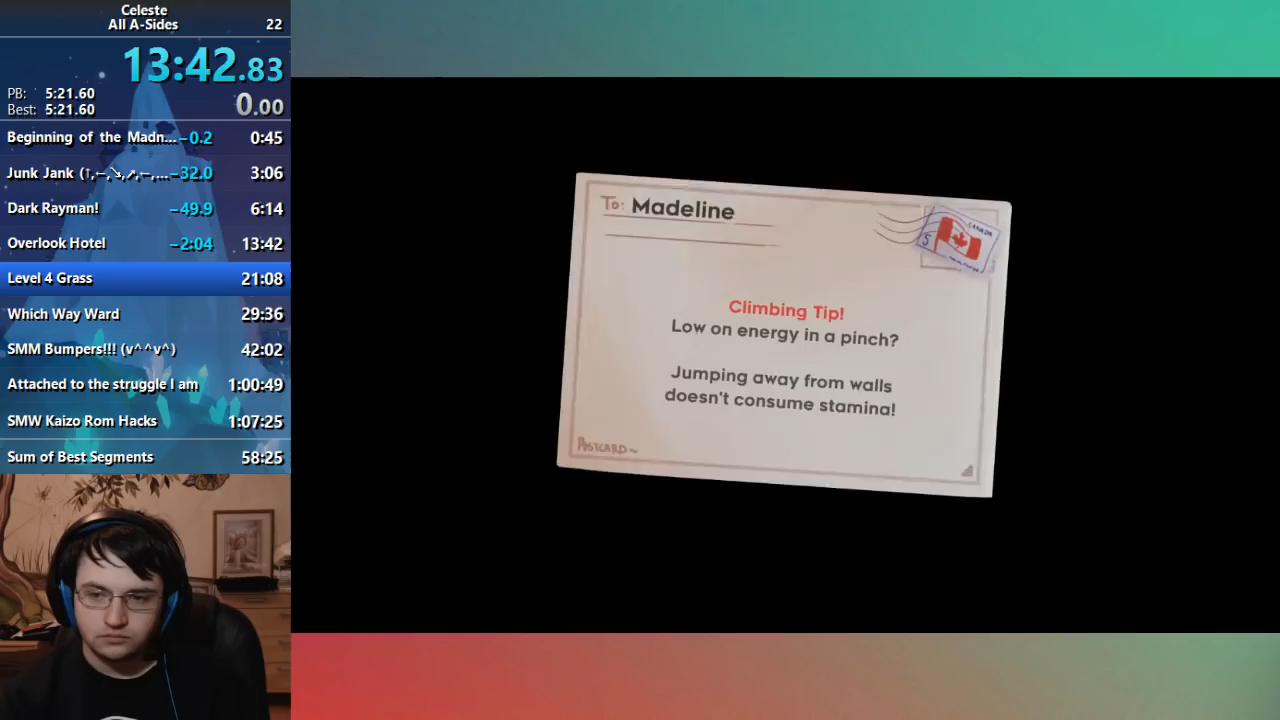 Celeste
All A-Sides
22
13:42.83
PB: 5:21.60
0.00
Best: 5:21.60
Beginning of the Madn... -0.2 0:45
Junk Jank (↑,←,↘,↗,←,... -32.0 3:06
Dark Rayman! -49.9 6:14
Overlook Hotel -2:04 13:42
Level 4 Grass 21:08
Which Way Ward 29:36
SMM Bumpers!!! (v^^v^) 42:02
Attached to the struggle I am 1:00:49
SMW Kaizo Rom Hacks 1:07:25
Sum of Best Segments 58:25
To: Madeline
CANADA
5
Climbing Tip!
Low on energy in a pinch?
Jumping away from walls
doesn't consume stamina!
POSTCARD